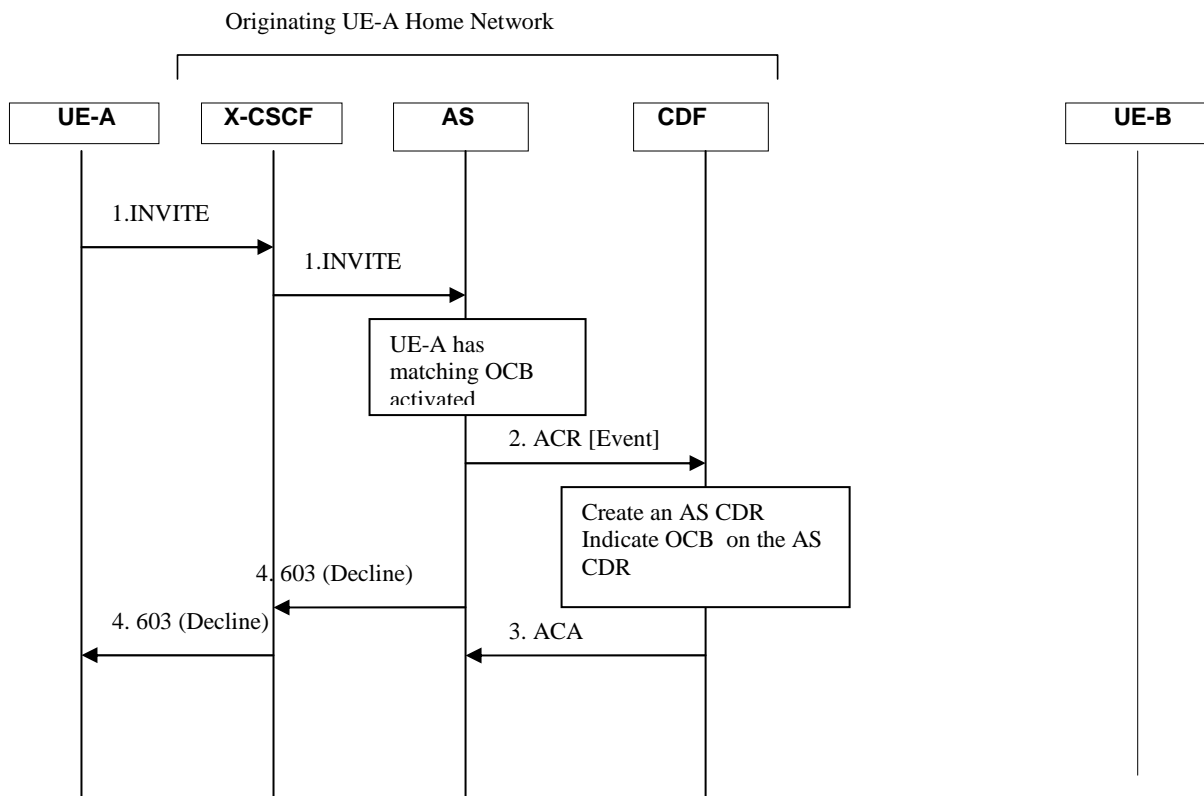 Originating UE-A Home Network
UE-A
X-CSCF
AS
CDF
UE-B
1.INVITE
1.INVITE
UE-A has
matching OCB
activated
2. ACR [Event]
Create an AS CDR
Indicate OCB on the AS
CDR
4. 603 (Decline)
4. 603 (Decline)
3. ACA